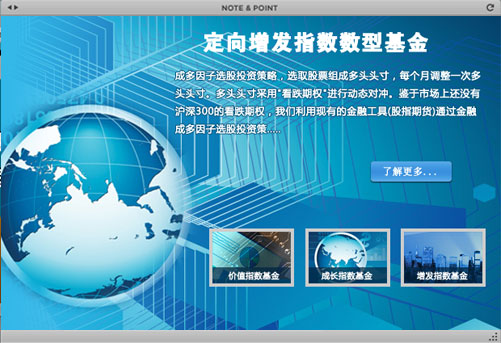 NOTE & POINT
定向增发指数数型基金
成多因子选股投资策略，选取股票组成多头头寸，每个月调整一次多
头头寸。多头头寸采用"看跌期权"进行动态对冲。鉴于市场上还没有
沪深300的看跌期权，我们利用现有的金融工具(股指期货)通过金融
成多因子选股投资策.....
了解更多...
价值指数基金
成长指数基金
增发指数基金